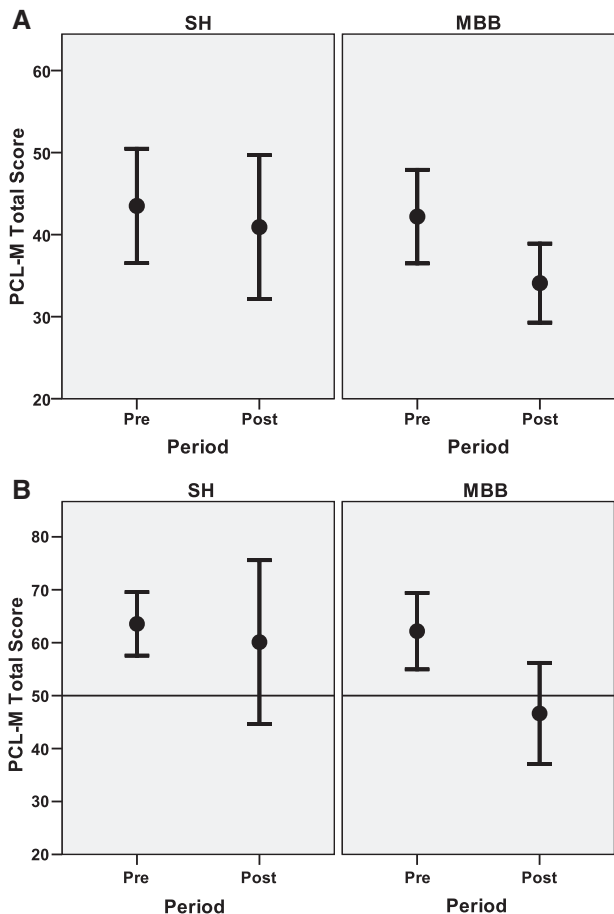 A
SH MBB
PCL-M Total Score
60
50
40
30
20
Pre Post Pre Post
Period Period
B
SH MBB
PCL-M Total Score
80
70
60
50
40
30
20
Pre Post Pre Post
Period Period